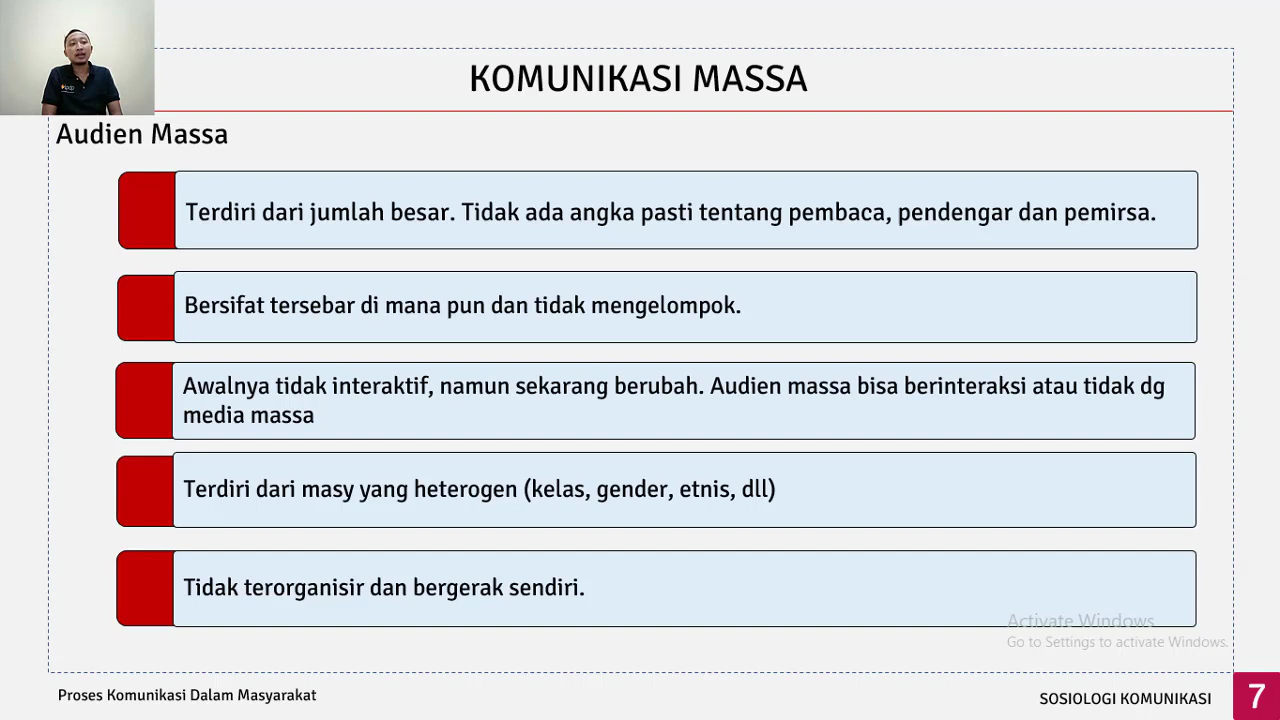 KOMUNIKASI MASSA
Audien Massa
Terdiri dari jumlah besar. Tidak ada angka pasti tentang pembaca, pendengar dan pemirsa.
Bersifat tersebar di mana pun dan tidak mengelompok.
Awalnya tidak interaktif, namun sekarang berubah. Audien massa bisa berinteraksi atau tidak dg
media massa
Terdiri dari masy yang heterogen (kelas, gender, etnis, dll)
Tidak terorganisir dan bergerak sendiri.
Activate Windows
Go to Settings to activate Windows.
Proses Komunikasi Dalam Masyarakat
SOSIOLOGI KOMUNIKASI
7